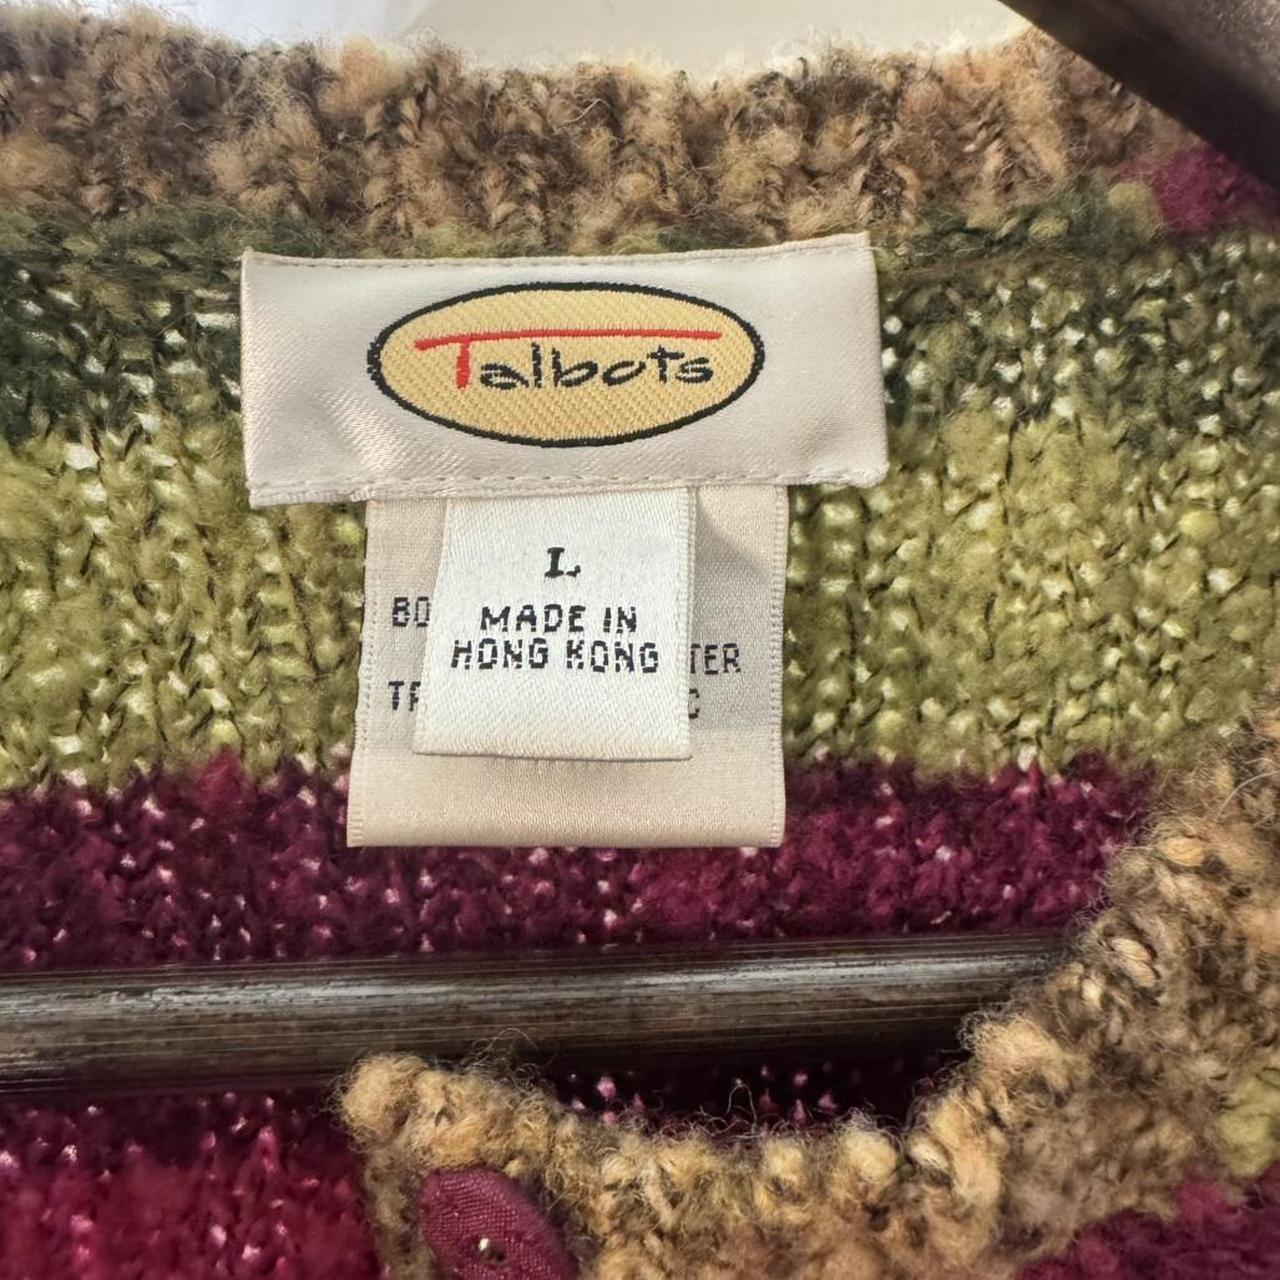 Talbots
L
MADE IN
HONG KONG